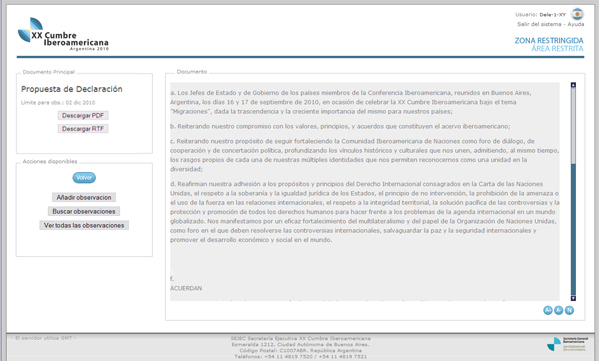 XX Cumbre
Iberoamericana
Argentina 2010
Usuario: Dele-1-XY
Salir del sistema - Ayuda
ZONA RESTRINGIDA
ÁREA RESTRITA
Documento Principal
Propuesta de Declaración
Límite para obs.: 02 dic 2010
Descargar PDF
Descargar RTF
Acciones disponibles
Volver
Añadir observacion
Buscar observaciones
Ver todas las observaciones
Documento
a. Los Jefes de Estado y de Gobierno de los países miembros de la Conferencia Iberoamericana, reunidos en Buenos Aires,
Argentina, los días 16 y 17 de septiembre de 2010, en ocasión de celebrar la XX Cumbre Iberoamericana bajo el tema
"Migraciones", dada la trascendencia y la creciente importancia del mismo para nuestros países;
b. Reiterando nuestro compromiso con los valores, principios, y acuerdos que constituyen el acervo iberoamericano;
c. Reiterando nuestro propósito de seguir fortaleciendo la Comunidad Iberoamericana de Naciones como foro de diálogo, de
cooperación y de concertación política, profundizando los vínculos históricos y culturales que nos unen, admitiendo, al mismo tiempo,
los rasgos propios de cada una de nuestras múltiples identidades que nos permiten reconocernos como una unidad en la
diversidad;
d. Reafirman nuestra adhesión a los propósitos y principios del Derecho Internacional consagrados en la Carta de las Naciones
Unidas, el respeto a la soberanía y la igualdad jurídica de los Estados, el principio de no intervención, la prohibición de la amenaza o
el uso de la fuerza en las relaciones internacionales, el respeto a la integridad territorial, la solución pacífica de las controversias y la
protección y promoción de todos los derechos humanos para hacer frente a los problemas de la agenda internacional en un mundo
globalizado. Nos manifestamos por un eficaz fortalecimiento del multilateralismo y del papel de la Organización de Naciones Unidas,
como foro en el que deben resolverse las controversias internacionales, salvaguardar la paz y la seguridad internacionales y
promover el desarrollo económico y social en el mundo.
f.
ACUERDAN
- El servidor utiliza GMT -
SEJEC Secretaría Ejecutiva XX Cumbre Iberoamericana
Esmeralda 1212, Ciudad Autónoma de Buenos Aires.
Código Postal: C1007ABR, República Argentina
Teléfonos: +54 11 4819 7520 / +54 11 4819 7521
Secretaría General
Iberoamericana